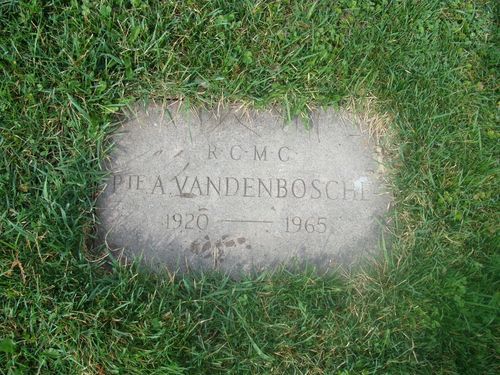 R·C·M·C
PTE A. VANDENBOSCHE
1920 — 1965